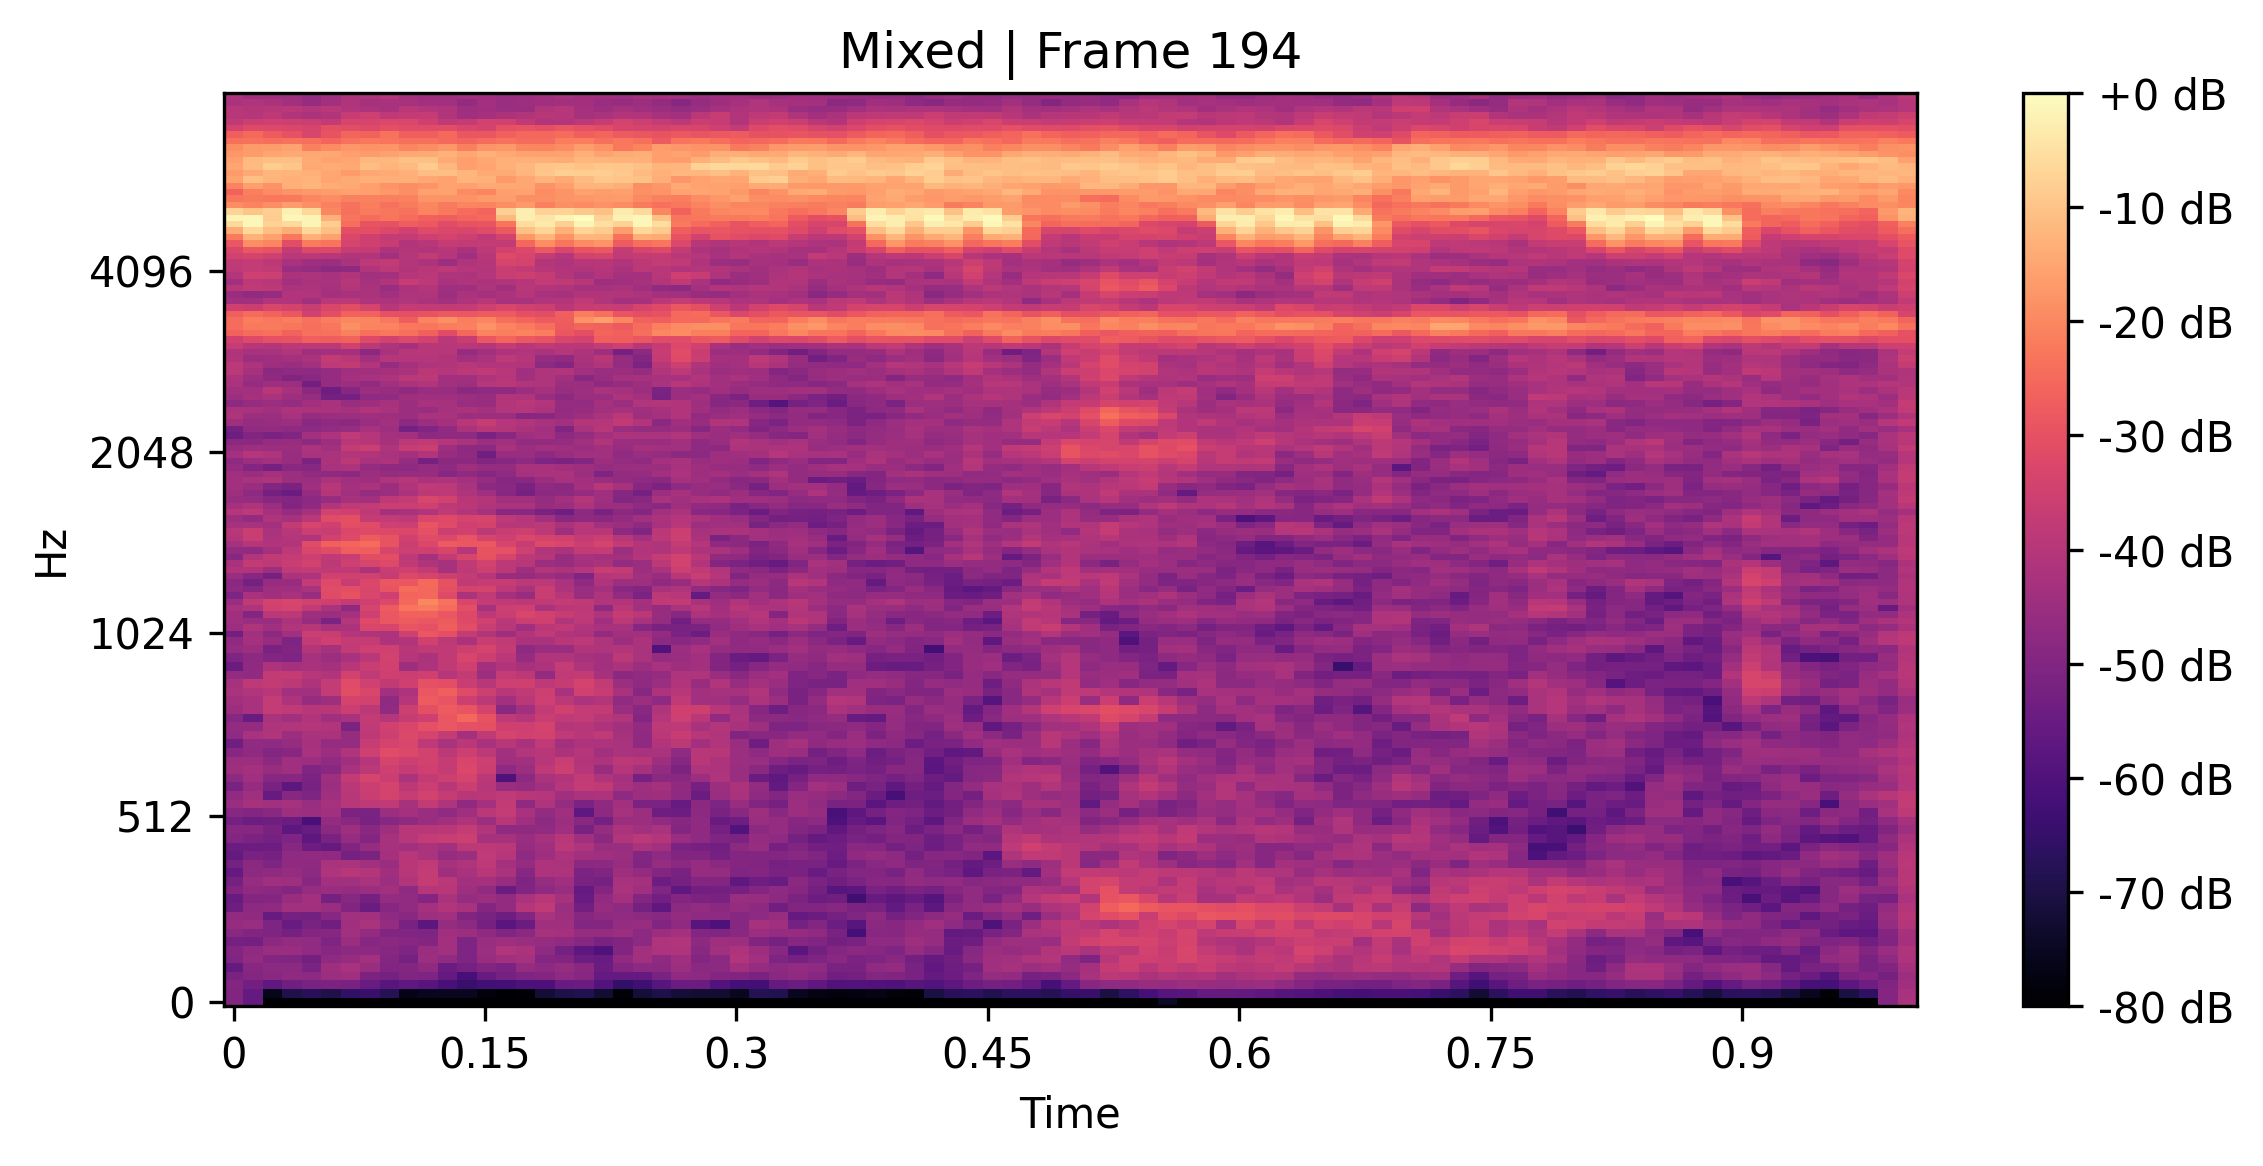 Mixed | Frame 194
Hz
4096
2048
1024
512
0
0 0.15 0.3 0.45 0.6 0.75 0.9
Time
+0 dB
-10 dB
-20 dB
-30 dB
-40 dB
-50 dB
-60 dB
-70 dB
-80 dB